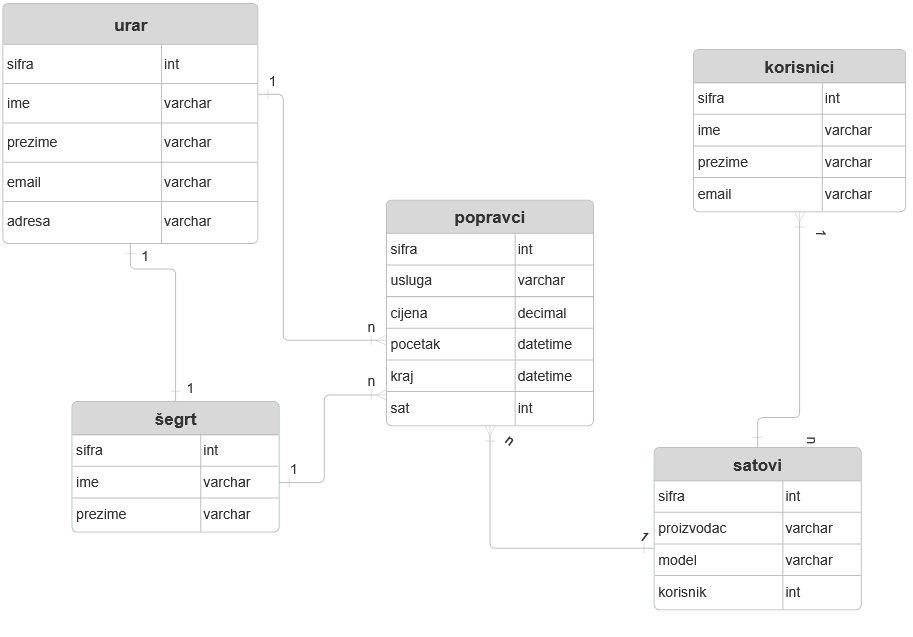 urar
sifra int
ime varchar
prezime varchar
email varchar
adresa varchar
1
1
korisnici
sifra int
ime varchar
prezime varchar
email varchar
1
popravci
sifra int
usluga varchar
cijena decimal
pocetak datetime
kraj datetime
sat int
n
n
n
1
šegrt
sifra int
ime varchar
prezime varchar
1
n
satovi
sifra int
proizvodac varchar
model varchar
korisnik int
1